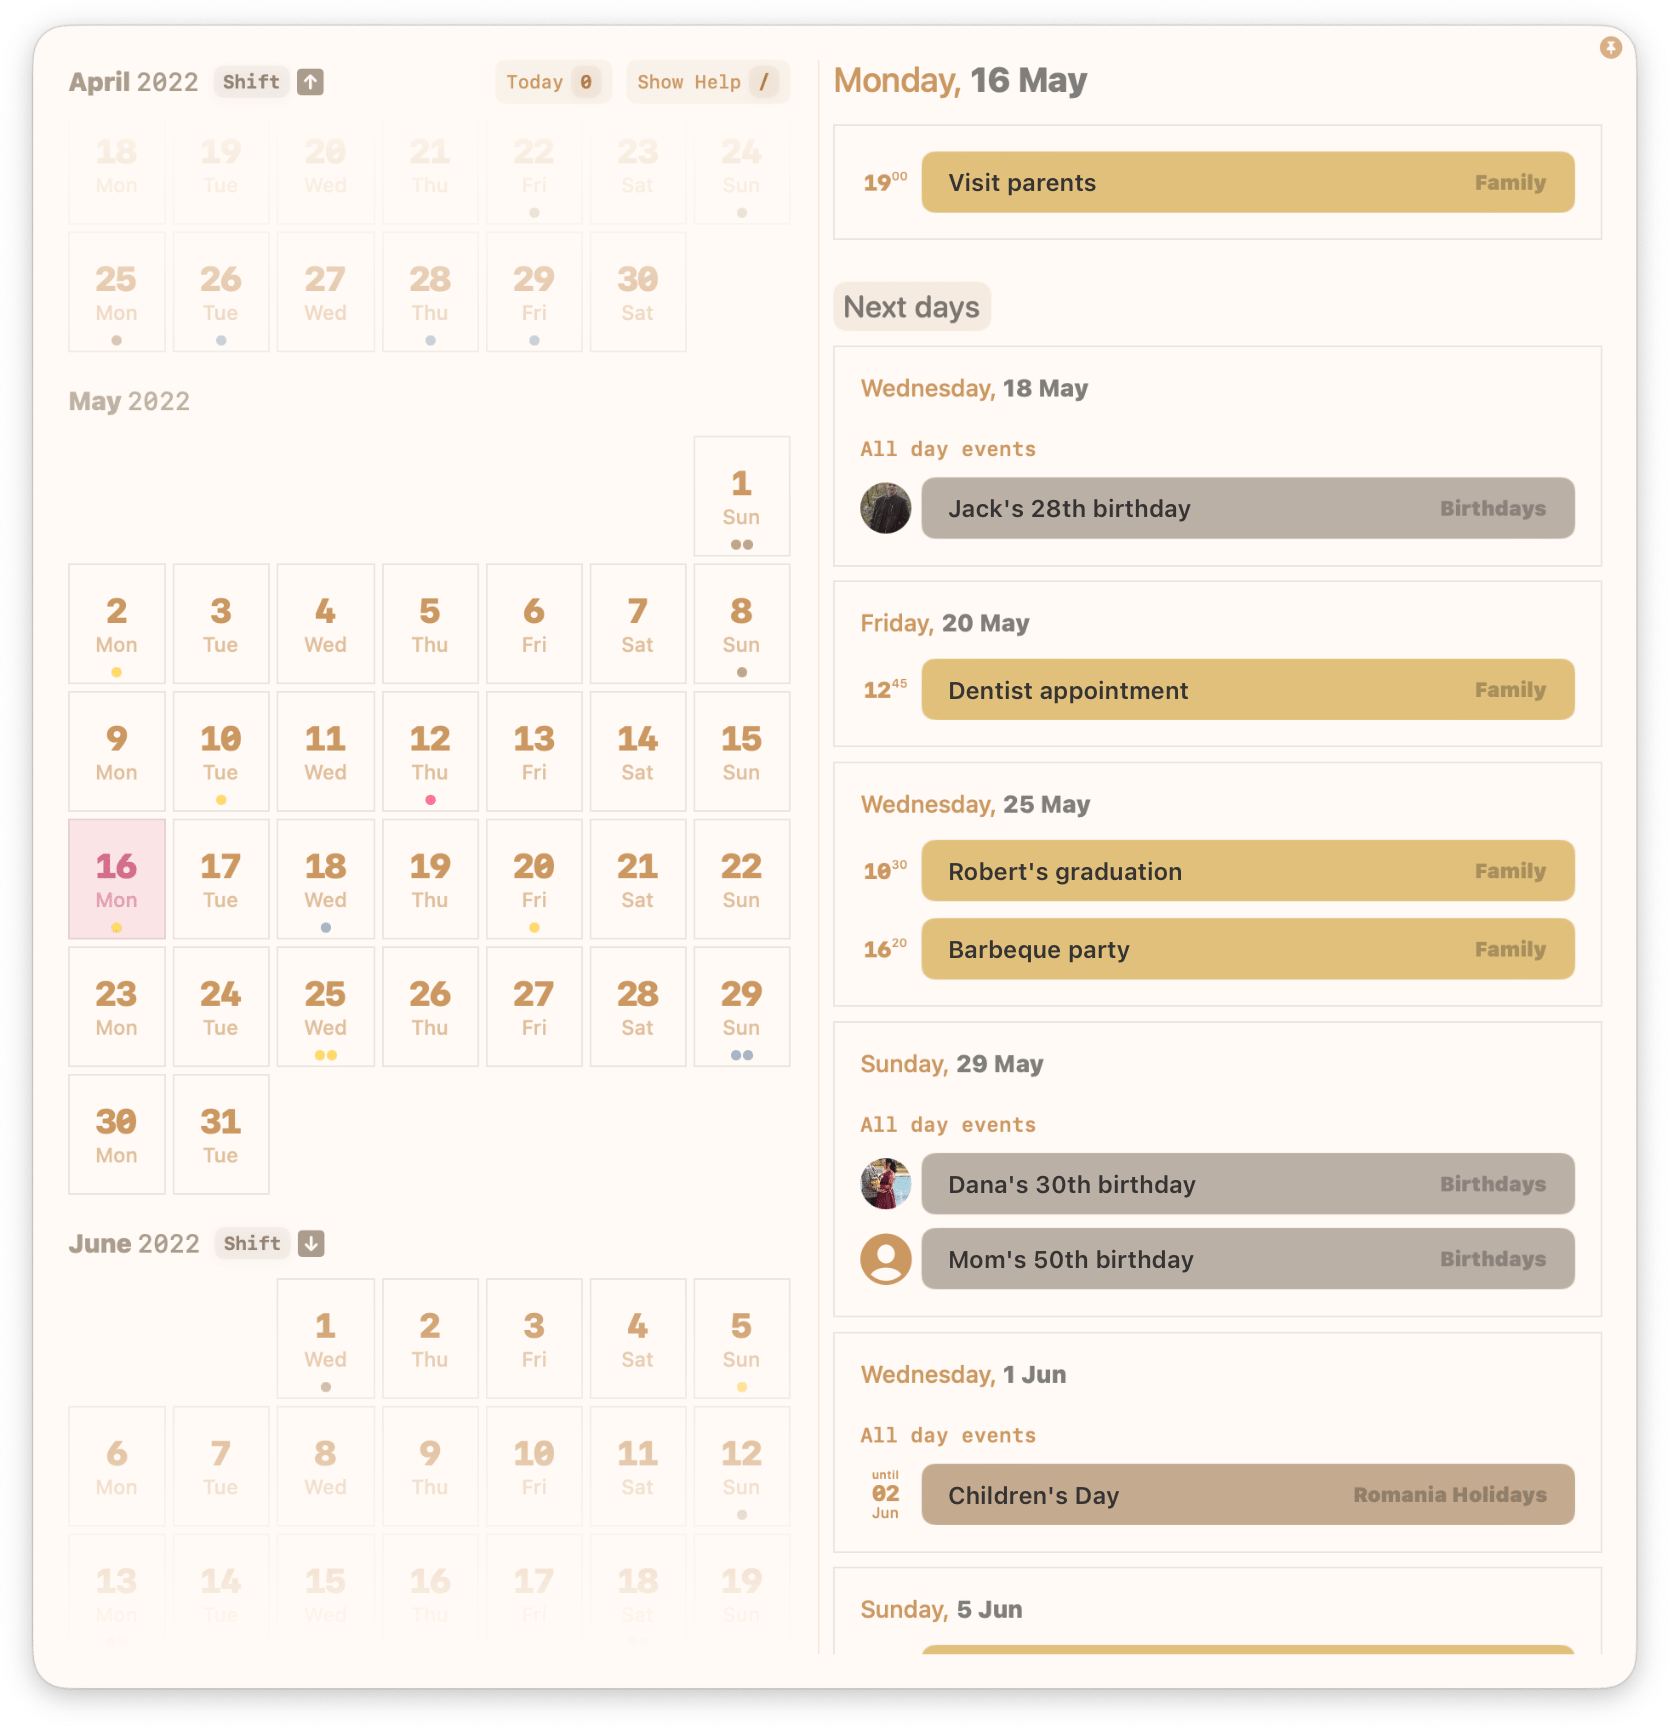 April 2022 Shift ↑ Today 0 Show Help /
18 19 20 21 22 23 24
Mon Tue Wed Thu Fri Sat Sun
25 26 27 28 29 30
Mon Tue Wed Thu Fri Sat
May 2022
1
Sun
2 3 4 5 6 7 8
Mon Tue Wed Thu Fri Sat Sun
9 10 11 12 13 14 15
Mon Tue Wed Thu Fri Sat Sun
16 17 18 19 20 21 22
Mon Tue Wed Thu Fri Sat Sun
23 24 25 26 27 28 29
Mon Tue Wed Thu Fri Sat Sun
30 31
Mon Tue
June 2022 Shift ↓
1 2 3 4 5
Wed Thu Fri Sat Sun
6 7 8 9 10 11 12
Mon Tue Wed Thu Fri Sat Sun
13 14 15 16 17 18 19
Mon Tue Wed Thu Fri Sat Sun
Monday, 16 May
19 00 Visit parents Family
Next days
Wednesday, 18 May
All day events
Jack's 28th birthday Birthdays
Friday, 20 May
12 45 Dentist appointment Family
Wednesday, 25 May
10 30 Robert's graduation Family
16 20 Barbeque party Family
Sunday, 29 May
All day events
Dana's 30th birthday Birthdays
Mom's 50th birthday Birthdays
Wednesday, 1 Jun
All day events
until
02
Jun
Children's Day Romania Holidays
Sunday, 5 Jun